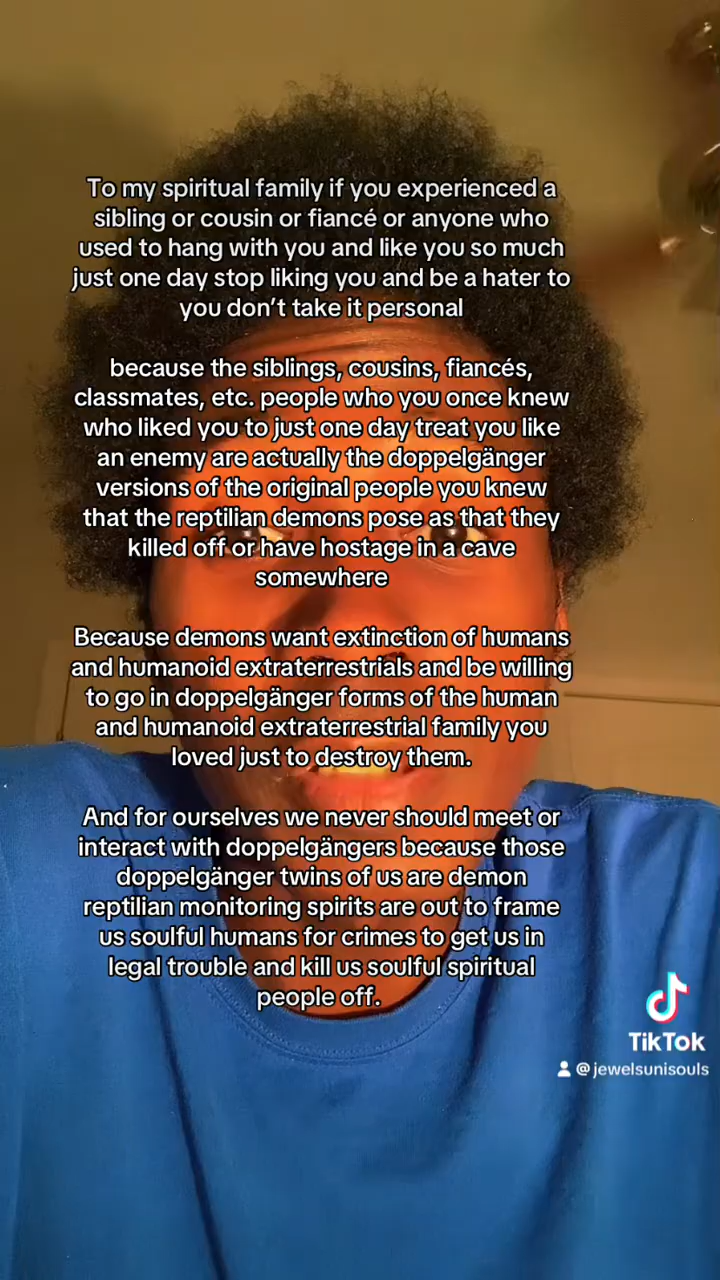 To my spiritual family if you experienced a
sibling or cousin or fiancé or anyone who
used to hang with you and like you so much
just one day stop liking you and be a hater to
you don’t take it personal
because the siblings, cousins, fiancés,
classmates, etc. people who you once knew
who liked you to just one day treat you like
an enemy are actually the doppelgänger
versions of the original people you knew
that the reptilian demons pose as that they
killed off or have hostage in a cave
somewhere
Because demons want extinction of humans
and humanoid extraterrestrials and be willing
to go in doppelgänger forms of the human
and humanoid extraterrestrial family you
loved just to destroy them.
And for ourselves we never should meet or
interact with doppelgängers because those
doppelgänger twins of us are demon
reptilian monitoring spirits are out to frame
us soulful humans for crimes to get us in
legal trouble and kill us soulful spiritual
people off.
TikTok
@jewelsunisouls